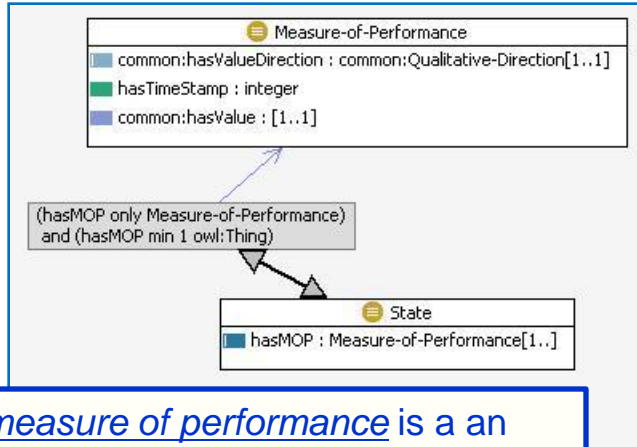 Measure-of-Performance
common:hasValueDirection : common:Qualitative-Direction[1..1]
hasTimeStamp : integer
common:hasValue : [1..1]
(hasMOP only Measure-of-Performance)
and (hasMOP min 1 owl:Thing)
State
hasMOP : Measure-of-Performance[1..]
measure of performance is a an